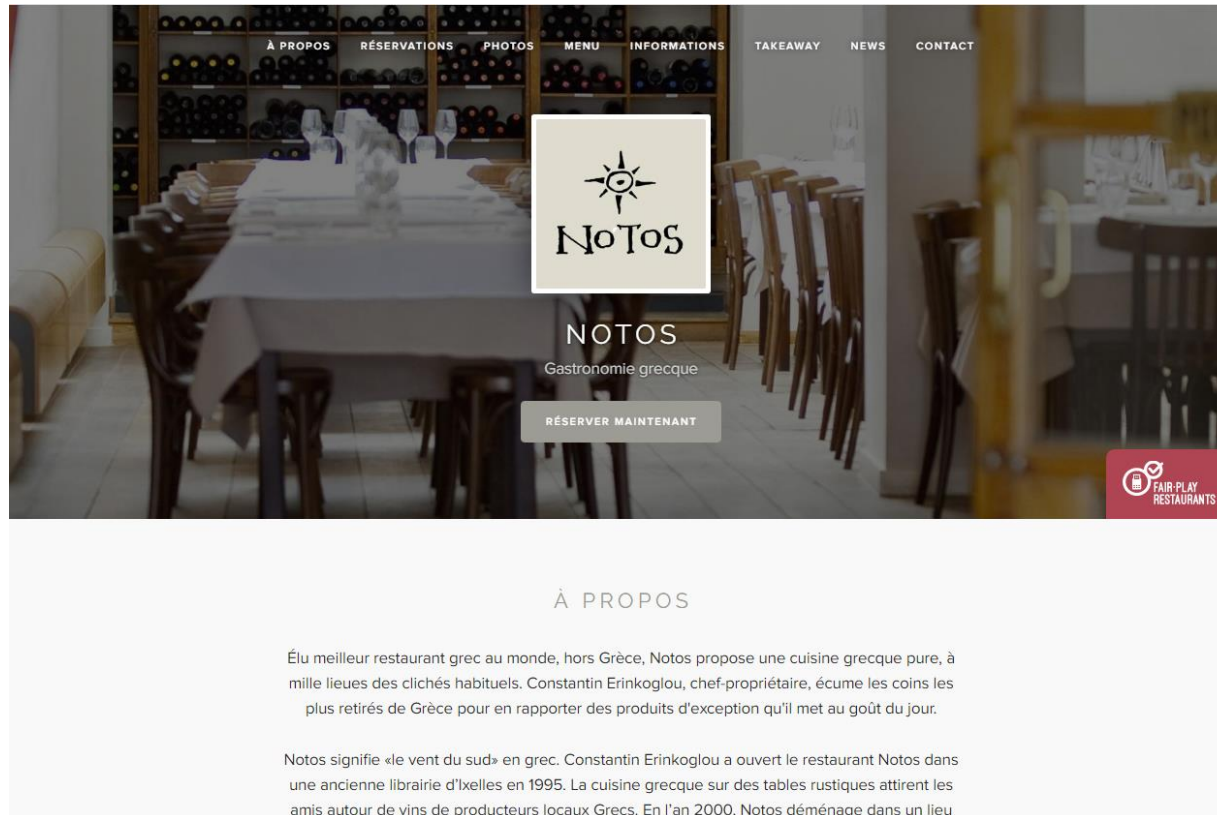 À PROPOS RÉSERVATIONS PHOTOS MENU INFORMATIONS TAKEAWAY NEWS CONTACT
NOTOS
NOTOS
Gastronomie grecque
RÉSERVER MAINTENANT
FAIR-PLAY
RESTAURANTS
À PROPOS
Élu meilleur restaurant grec au monde, hors Grèce, Notos propose une cuisine grecque pure, à
mille lieues des clichés habituels. Constantin Erinkoglou, chef-propriétaire, écume les coins les
plus retirés de Grèce pour en rapporter des produits d'exception qu'il met au goût du jour.
Notos signifie «le vent du sud» en grec. Constantin Erinkoglou a ouvert le restaurant Notos dans
une ancienne librairie d'Ixelles en 1995. La cuisine grecque sur des tables rustiques attirent les
amis autour de vins de producteurs locaux Grecs. En l'an 2000, Notos déménage dans un lieu